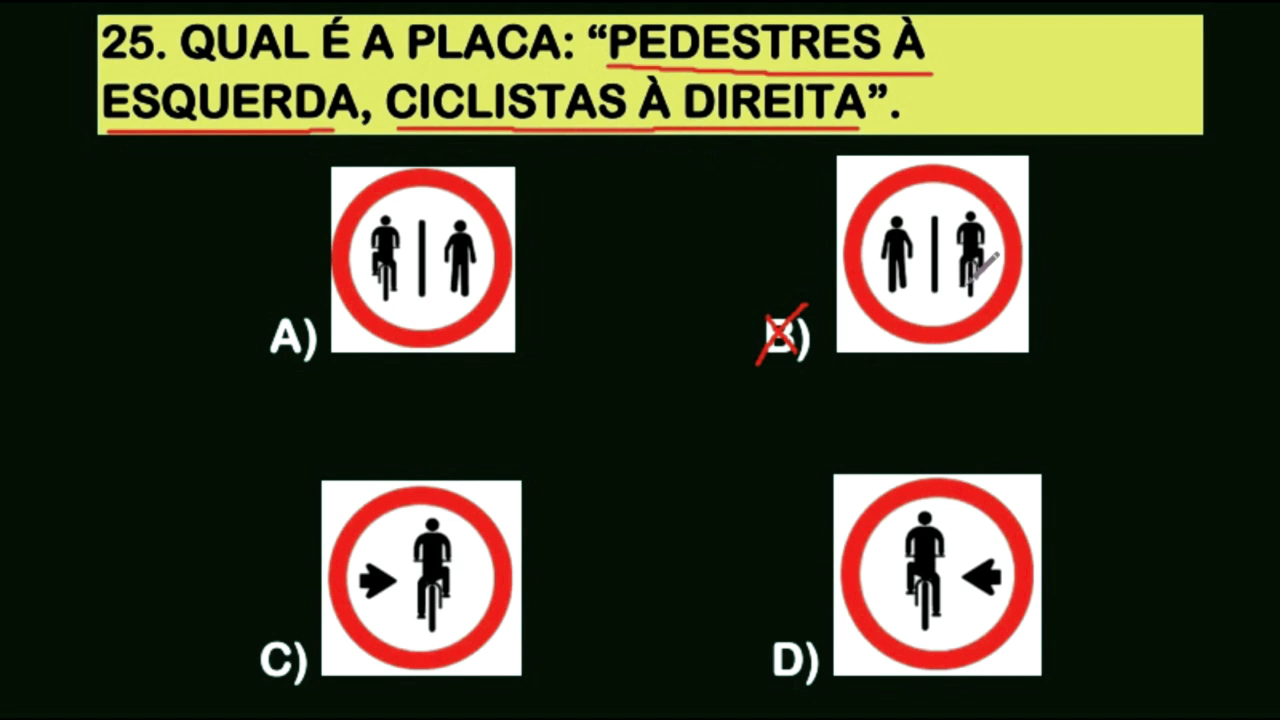 25. QUAL É A PLACA: “PEDESTRES À
ESQUERDA, CICLISTAS À DIREITA”.
A)
B)
C)
D)